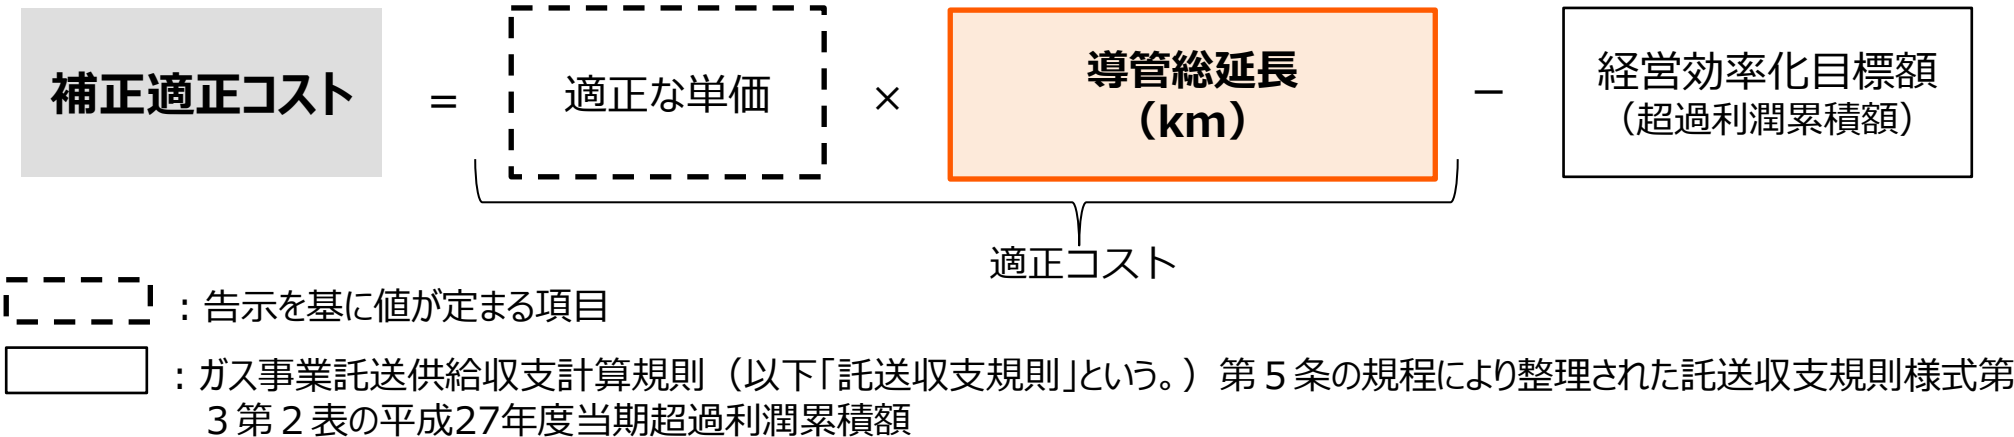 補正適正コスト = 適正な単価 × 導管総延長 － 経営効率化目標額
（km） （超過利潤累積額）
適正コスト
：告示を基に値が定まる項目
：ガス事業託送供給収支計算規則（以下「託送収支規則」という。）第５条の規程により整理された託送収支規則様式第
３第２表の平成27年度当期超過利潤累積額